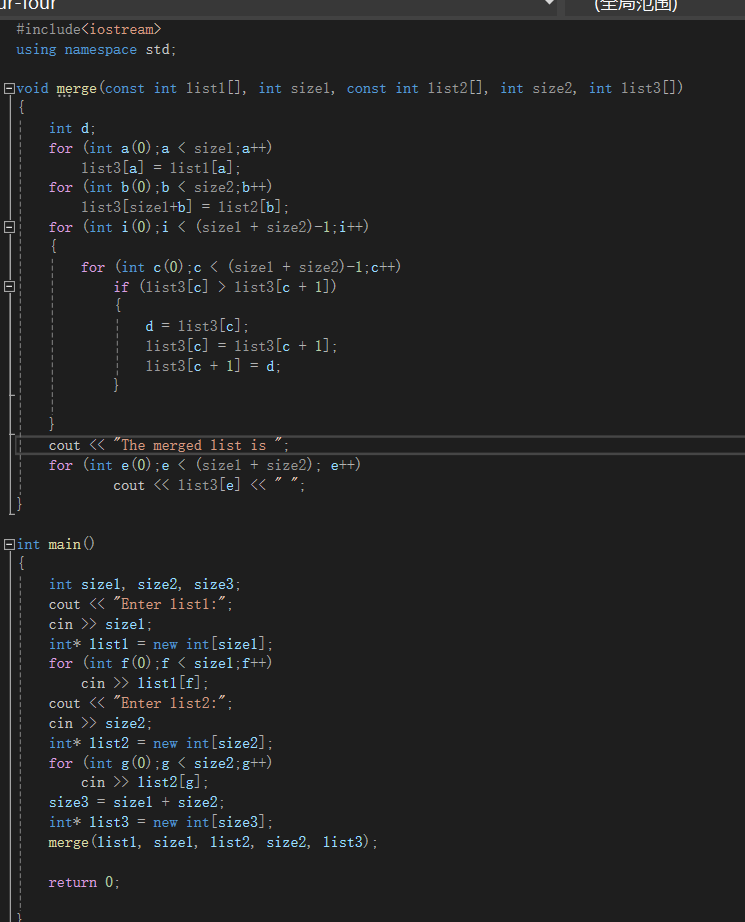 ur-four (全局范围)
#include<iostream>
using namespace std;
void merge(const int list1[], int size1, const int list2[], int size2, int list3[])
{
int d;
for (int a(0);a < size1;a++)
list3[a] = list1[a];
for (int b(0);b < size2;b++)
list3[size1+b] = list2[b];
for (int i(0);i < (size1 + size2)-1;i++)
{
for (int c(0);c < (size1 + size2)-1;c++)
if (list3[c] > list3[c + 1])
{
d = list3[c];
list3[c] = list3[c + 1];
list3[c + 1] = d;
}
}
cout << "The merged list is ";
for (int e(0);e < (size1 + size2); e++)
cout << list3[e] << " ";
}
int main()
{
int size1, size2, size3;
cout << "Enter list1:";
cin >> size1;
int* list1 = new int[size1];
for (int f(0);f < size1;f++)
cin >> list1[f];
cout << "Enter list2:";
cin >> size2;
int* list2 = new int[size2];
for (int g(0);g < size2;g++)
cin >> list2[g];
size3 = size1 + size2;
int* list3 = new int[size3];
merge(list1, size1, list2, size2, list3);
return 0;
}